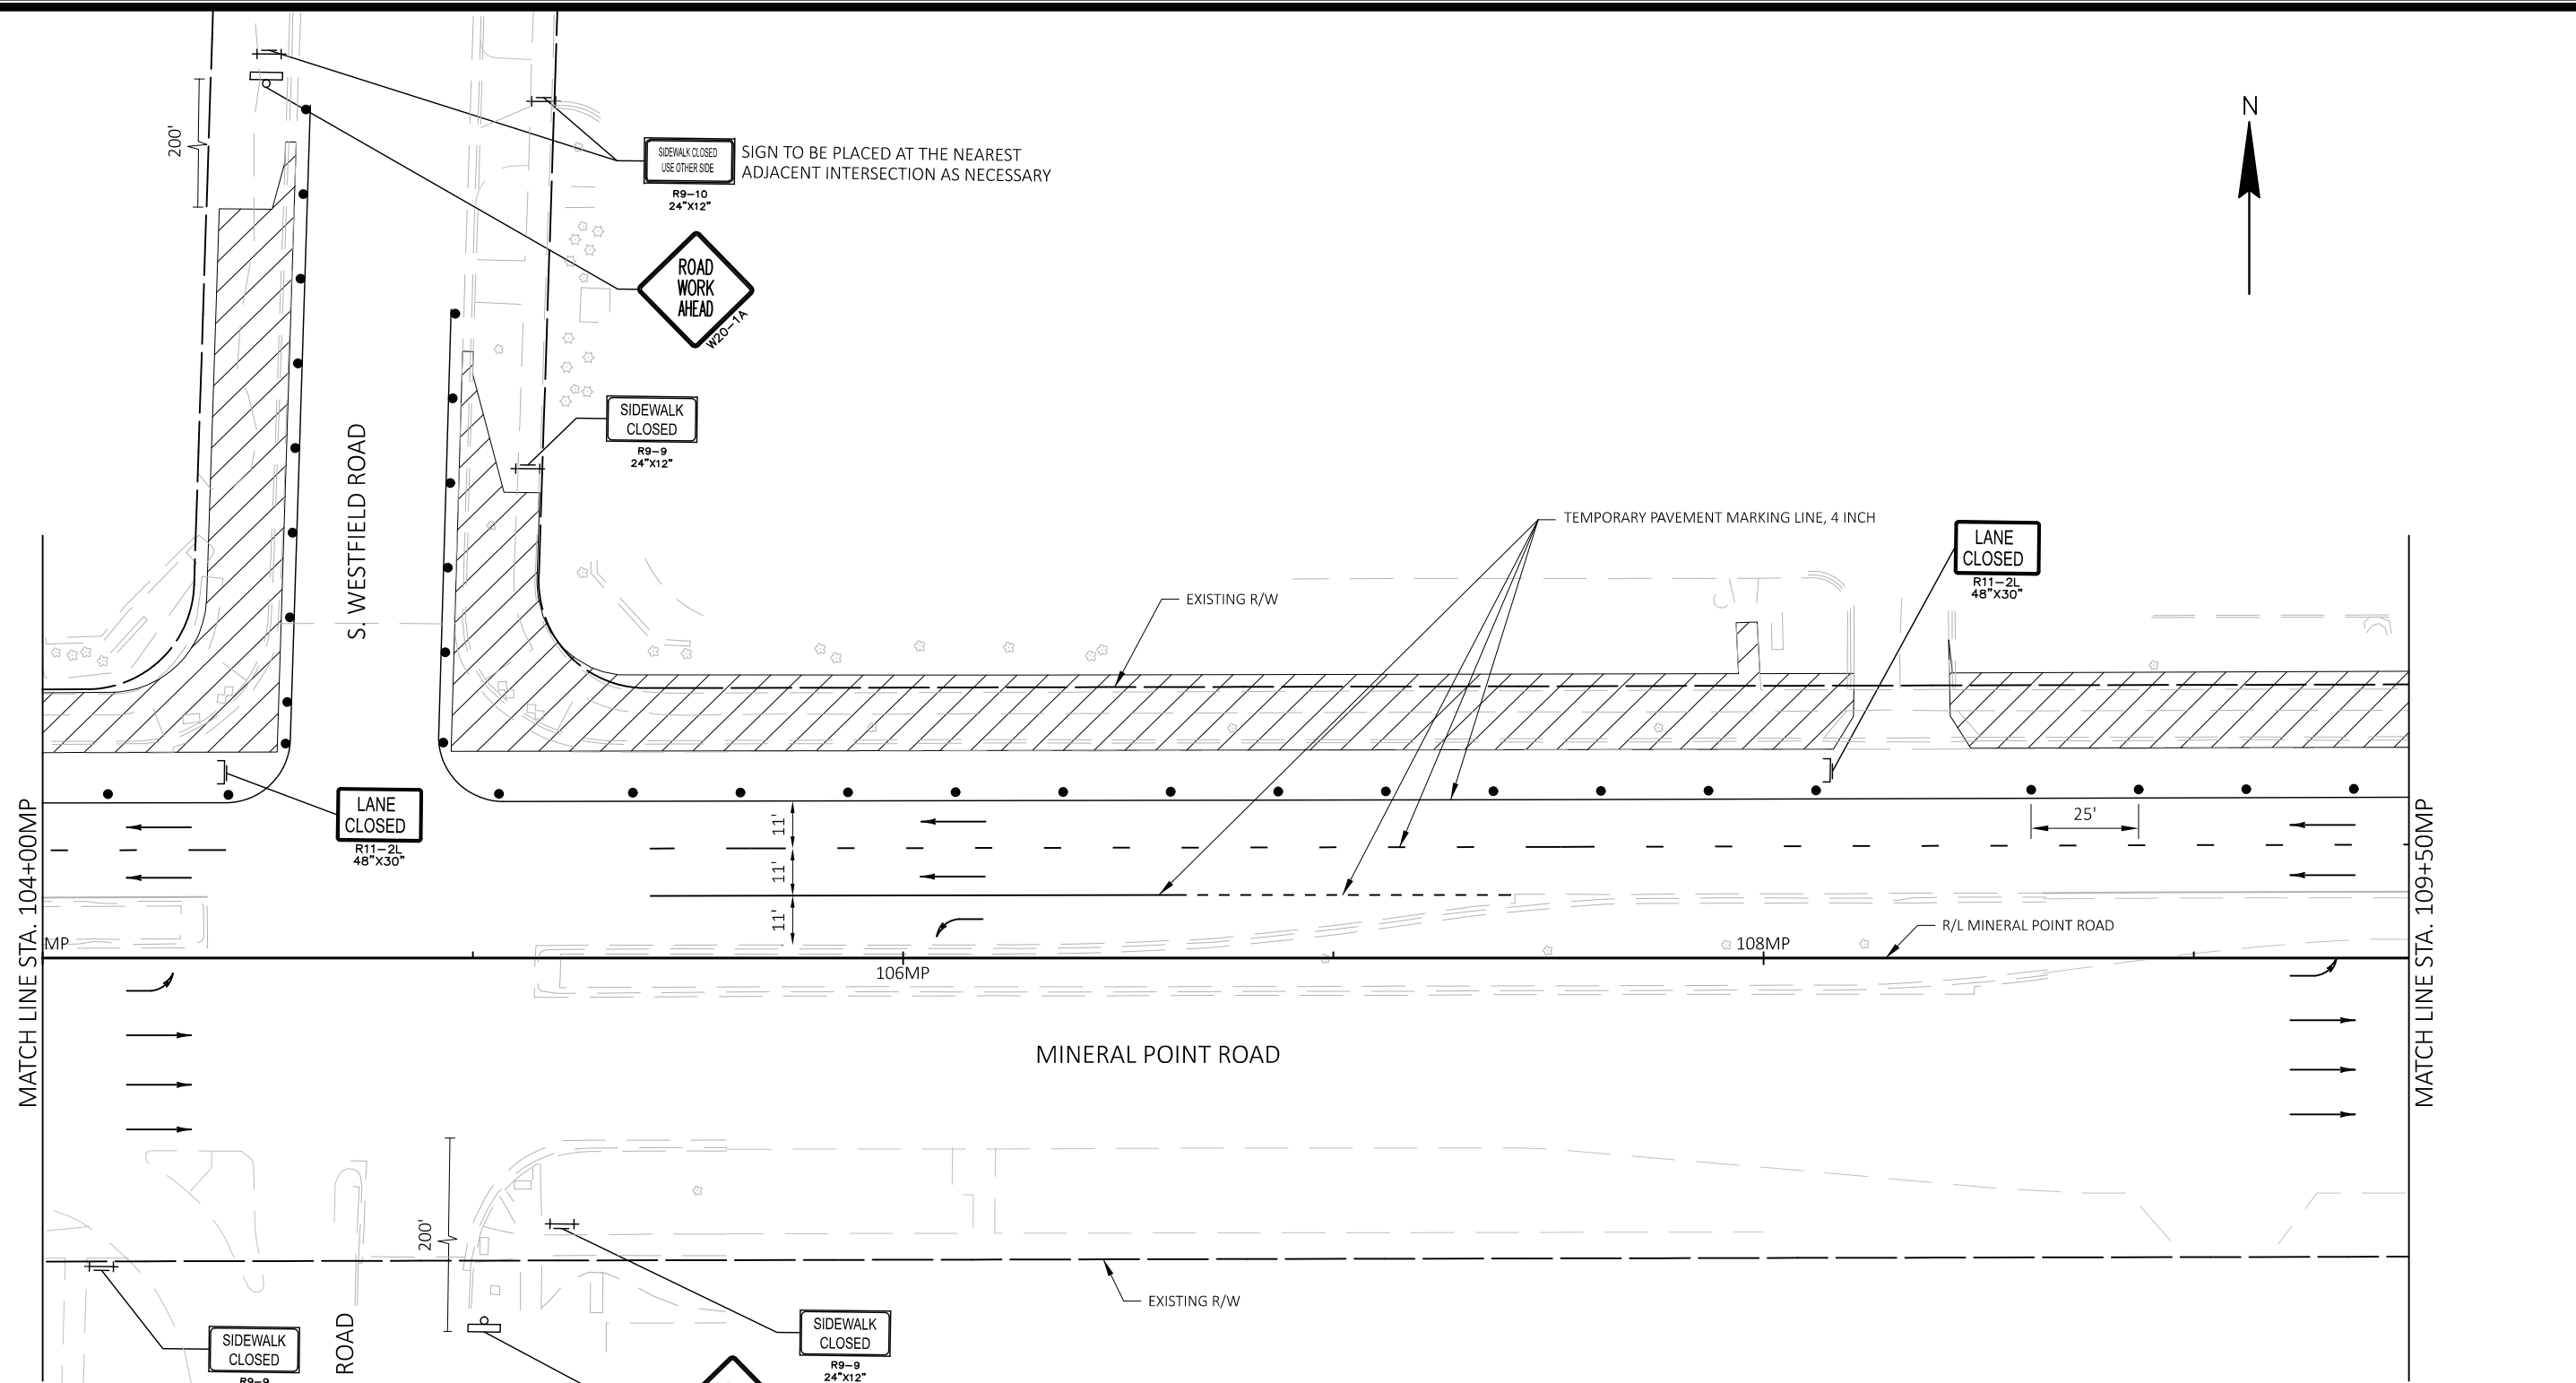 N
200'
SIDEWALK CLOSED
USE OTHER SIDE
R9-10
24"X12"
SIGN TO BE PLACED AT THE NEAREST
ADJACENT INTERSECTION AS NECESSARY
ROAD
WORK
AHEAD
W20-1A
SIDEWALK
CLOSED
R9-9
24"X12"
S. WESTFIELD ROAD
TEMPORARY PAVEMENT MARKING LINE, 4 INCH
LANE
CLOSED
R11-2L
48"X30"
EXISTING R/W
LANE
CLOSED
R11-2L
48"X30"
11'
11'
11'
25'
MATCH LINE STA. 104+00MP
MATCH LINE STA. 109+50MP
MP
106MP
108MP
R/L MINERAL POINT ROAD
MINERAL POINT ROAD
200'
EXISTING R/W
SIDEWALK
CLOSED
R9-9
ROAD
SIDEWALK
CLOSED
R9-9
24"X12"